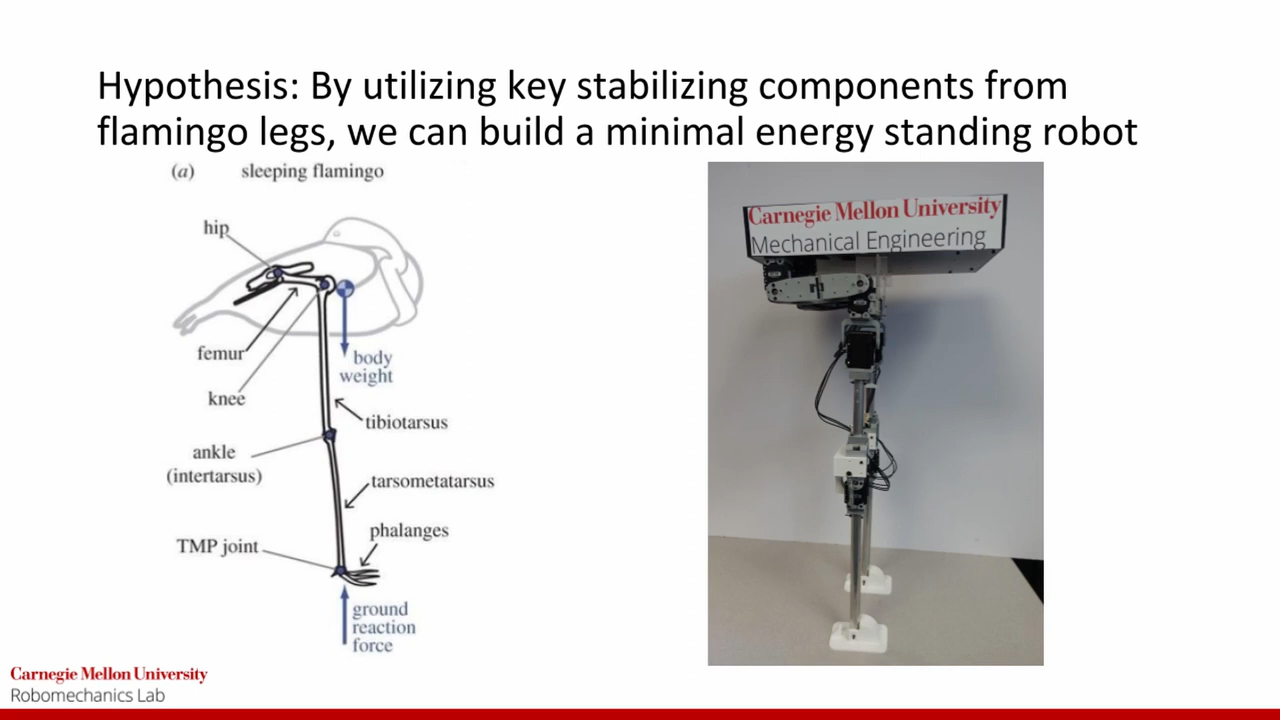 Hypothesis: By utilizing key stabilizing components from
flamingo legs, we can build a minimal energy standing robot
(a) sleeping flamingo
hip
femur
knee
body
weight
tibiotarsus
ankle
(intertarsus)
tarsometatarsus
phalanges
TMP joint
ground
reaction
force
Carnegie Mellon University
Mechanical Engineering
Carnegie Mellon University
Robomechanics Lab